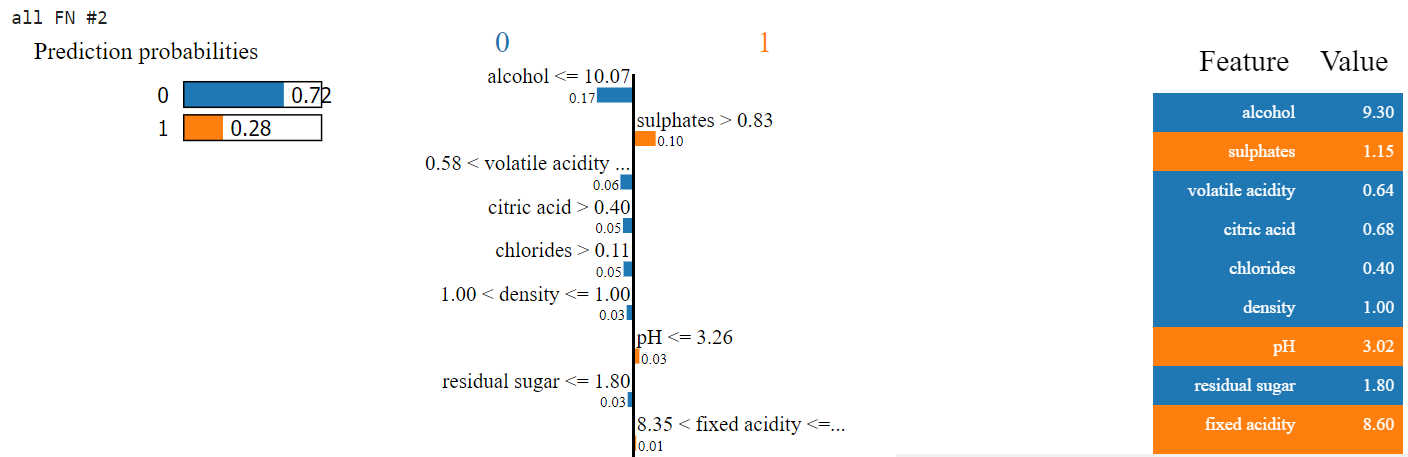 all FN #2
Prediction probabilities
0 0.72
1 0.28
0 1
alcohol <= 10.07
0.17
sulphates > 0.83
0.10
0.58 < volatile acidity ...
0.06
citric acid > 0.40
0.05
chlorides > 0.11
0.05
1.00 < density <= 1.00
0.03
pH <= 3.26
0.03
residual sugar <= 1.80
0.03
8.35 < fixed acidity <=...
0.01
Feature Value
alcohol 9.30
sulphates 1.15
volatile acidity 0.64
citric acid 0.68
chlorides 0.40
density 1.00
pH 3.02
residual sugar 1.80
fixed acidity 8.60